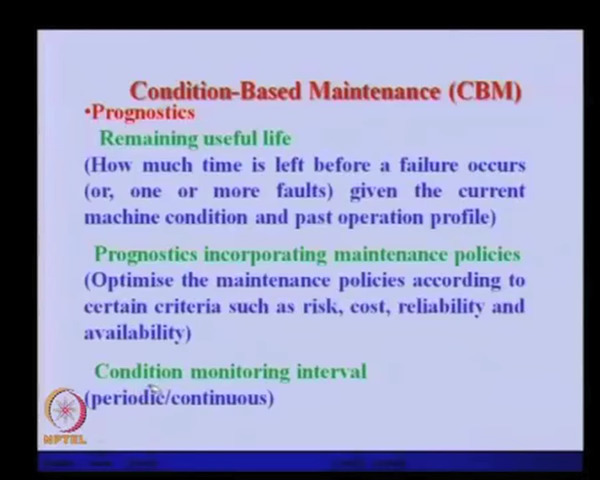 Condition-Based Maintenance (CBM)
•Prognostics
Remaining useful life
(How much time is left before a failure occurs
(or, one or more faults) given the current
machine condition and past operation profile)
Prognostics incorporating maintenance policies
(Optimise the maintenance policies according to
certain criteria such as risk, cost, reliability and
availability)
Condition monitoring interval
(periodic/continuous)
NPTEL